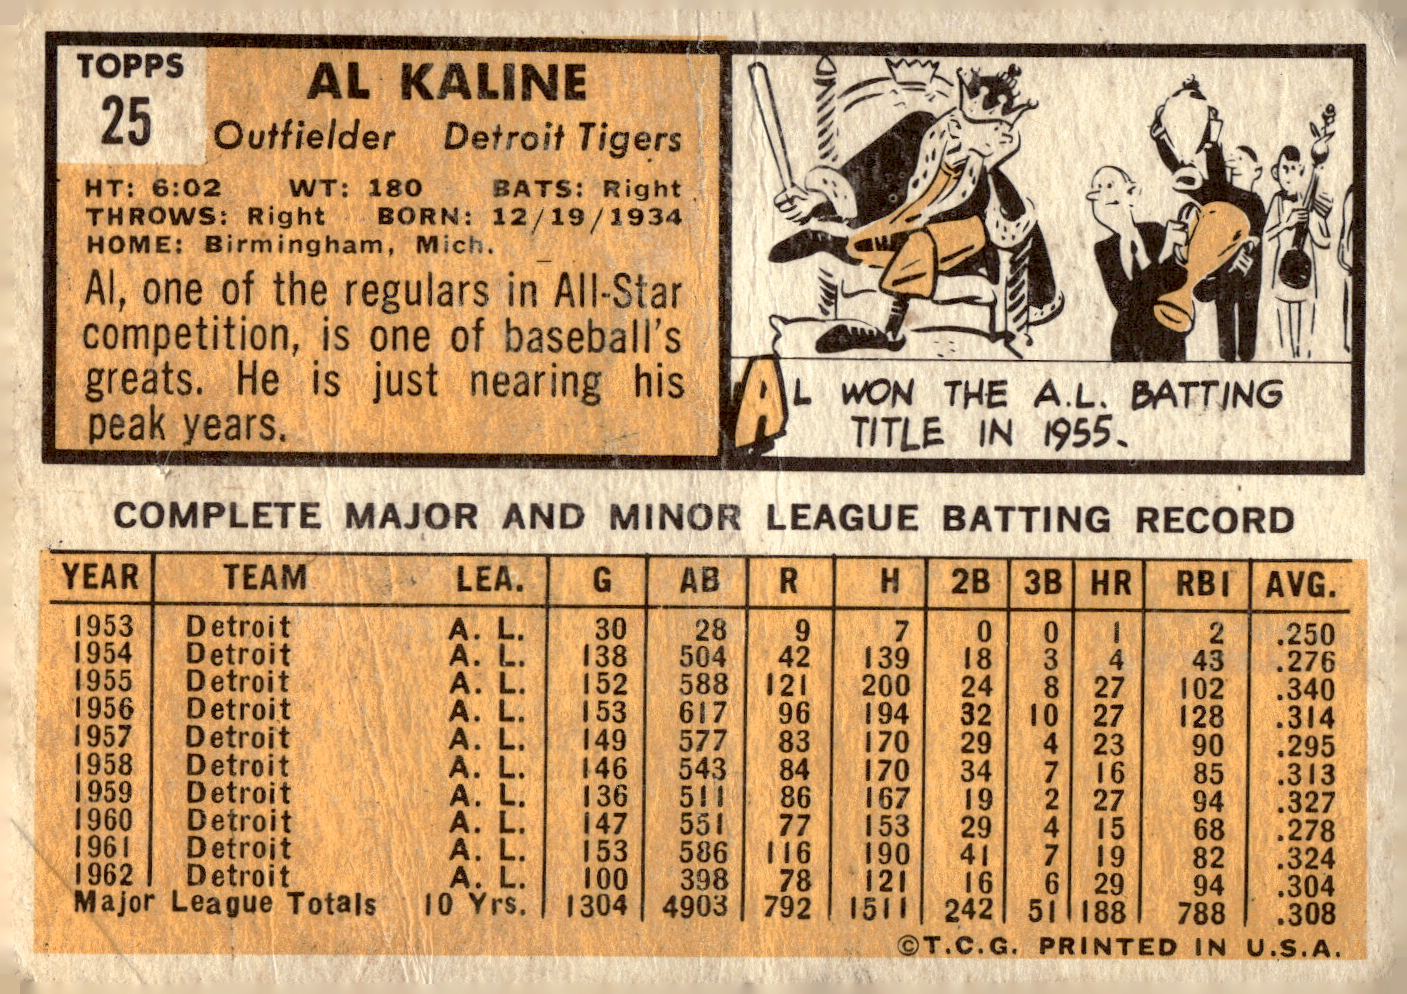 TOPPS
25
AL KALINE
Outfielder Detroit Tigers
HT: 6:02 WT: 180 BATS: Right
THROWS: Right BORN: 12/19/1934
HOME: Birmingham, Mich.
Al, one of the regulars in All-Star
competition, is one of baseball's
greats. He is just nearing his
peak years.
AL WON THE A.L. BATTING
TITLE IN 1955.
COMPLETE MAJOR AND MINOR LEAGUE BATTING RECORD
YEAR TEAM LEA. G AB R H 2B 3B HR RBI AVG.
1953 Detroit A. L. 30 28 9 7 0 0 1 2 .250
1954 Detroit A. L. 138 504 42 139 18 3 4 43 .276
1955 Detroit A. L. 152 588 121 200 24 8 27 102 .340
1956 Detroit A. L. 153 617 96 194 32 10 27 128 .314
1957 Detroit A. L. 149 577 83 170 29 4 23 90 .295
1958 Detroit A. L. 146 543 84 170 34 7 16 85 .313
1959 Detroit A. L. 136 511 86 167 19 2 27 94 .327
1960 Detroit A. L. 147 551 77 153 29 4 15 68 .278
1961 Detroit A. L. 153 586 116 190 41 7 19 82 .324
1962 Detroit A. L. 100 398 78 121 16 6 29 94 .304
Major League Totals 10 Yrs. 1304 4903 792 1511 242 51 188 788 .308
©T.C.G. PRINTED IN U.S.A.